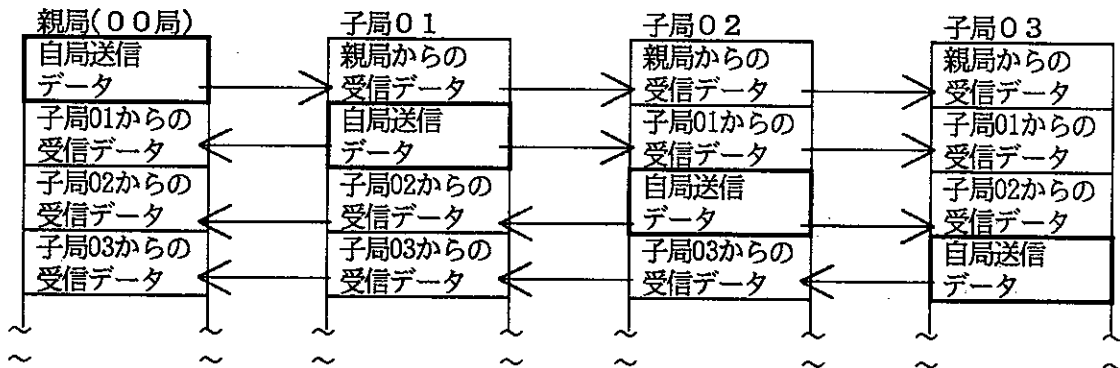 親局(００局)
自局送信
データ
子局01からの
受信データ
子局02からの
受信データ
子局03からの
受信データ
子局０１
親局からの
受信データ
自局送信
データ
子局02からの
受信データ
子局03からの
受信データ
子局０２
親局からの
受信データ
子局01からの
受信データ
自局送信
データ
子局03からの
受信データ
子局０３
親局からの
受信データ
子局01からの
受信データ
子局02からの
受信データ
自局送信
データ